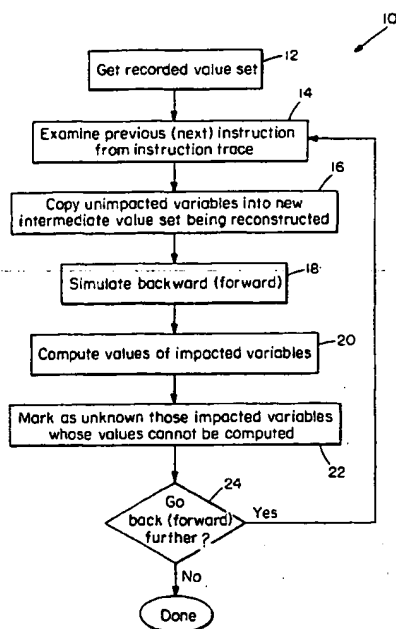 10
Get recorded value set
12
14
Examine previous (next) instruction
from instruction trace
16
Copy unimpacted variables into new
intermediate value set being reconstructed
18
Simulate backward (forward)
20
Compute values of impacted variables
Mark as unknown those impacted variables
whose values cannot be computed
22
24
Go
back (forward)
further ?
Yes
No
Done